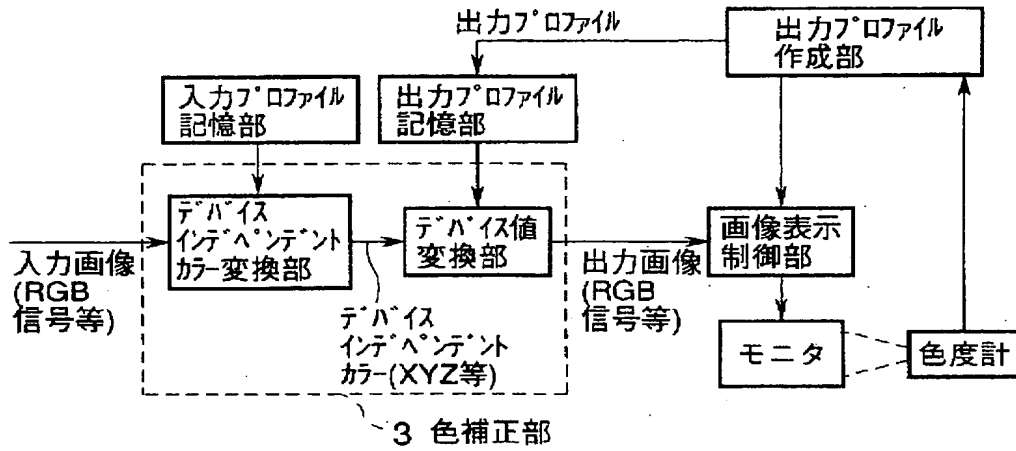 出力ﾌﾟﾛﾌｧｲﾙ
出力プロファイル
作成部
入力ﾌﾟﾛﾌｧｲﾙ
記憶部
出力プロファイル
記憶部
ﾃﾞﾊﾞｲｽ
ｲﾝﾃﾞﾍﾟﾝﾃﾞﾝﾄ
ｶﾗｰ変換部
ﾃﾞﾊﾞｲｽ値
変換部
画像表示
制御部
入力画像
(RGB
信号等)
ﾃﾞﾊﾞｲｽ
ｲﾝﾃﾞﾍﾟﾝﾃﾞﾝﾄ
ｶﾗｰ(XYZ等)
出力画像
(RGB
信号等)
モニタ
色度計
3 色補正部